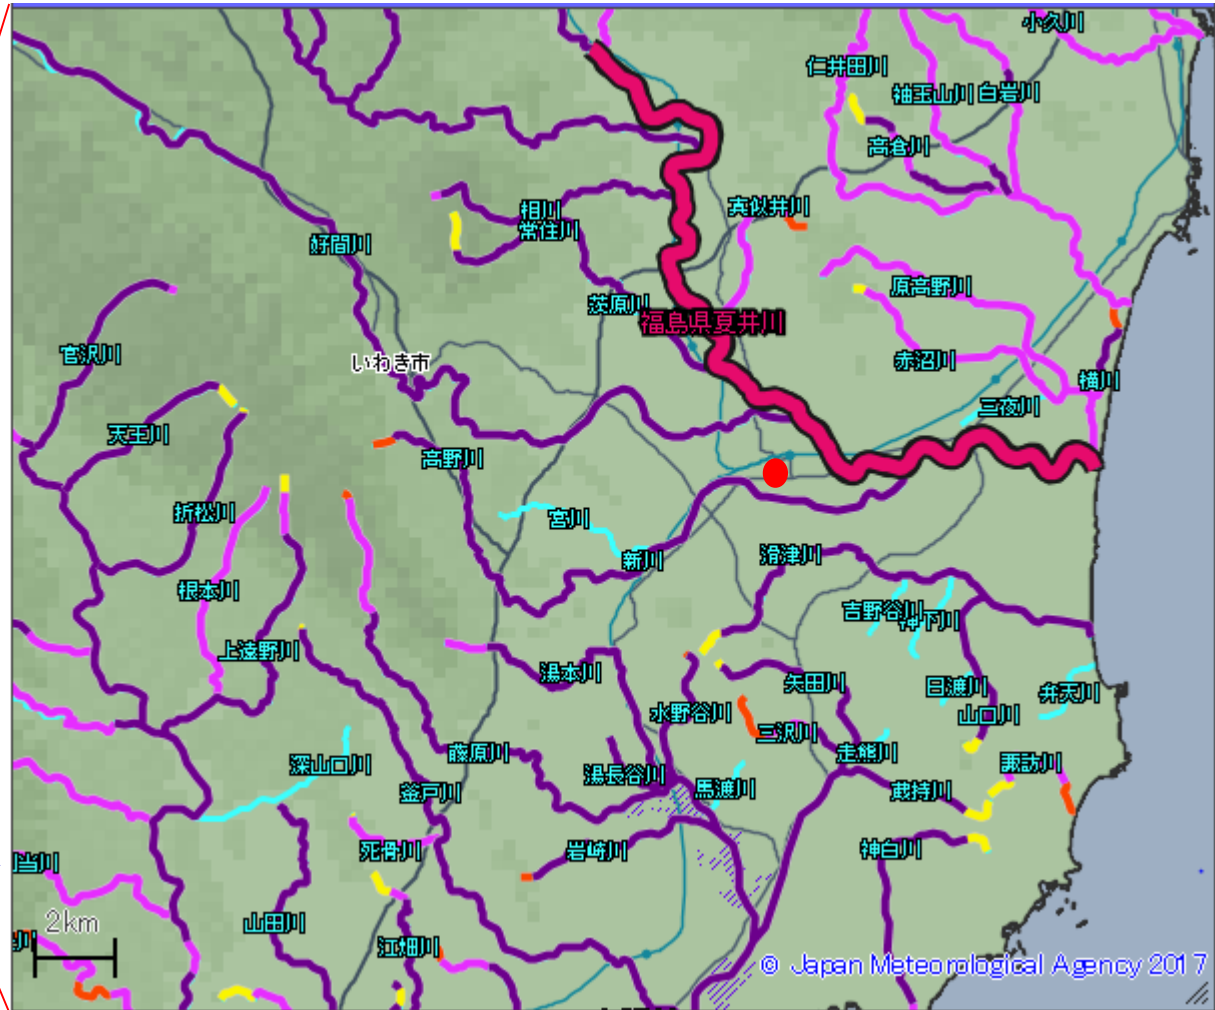 小久川
仁井田川
袖玉山川
白岩川
高倉川
相川
真似井川
常住川
好間川
原高野川
茨原川
福島県夏井川
官沢川
いわき市
赤沼川
横川
三夜川
天王川
高野川
折松川
宮川
滑津川
新川
根本川
吉野谷川
神下川
上遠野川
湯本川
矢田川
日渡川
弁天川
水野谷川
山口川
三沢川
藤原川
走熊川
深山口川
湯長谷川
諏訪川
馬渡川
釜戸川
蔵持川
死骨川
岩崎川
神白川
当川
2km
山田川
江畑川
川
© Japan Meteorological Agency 2017